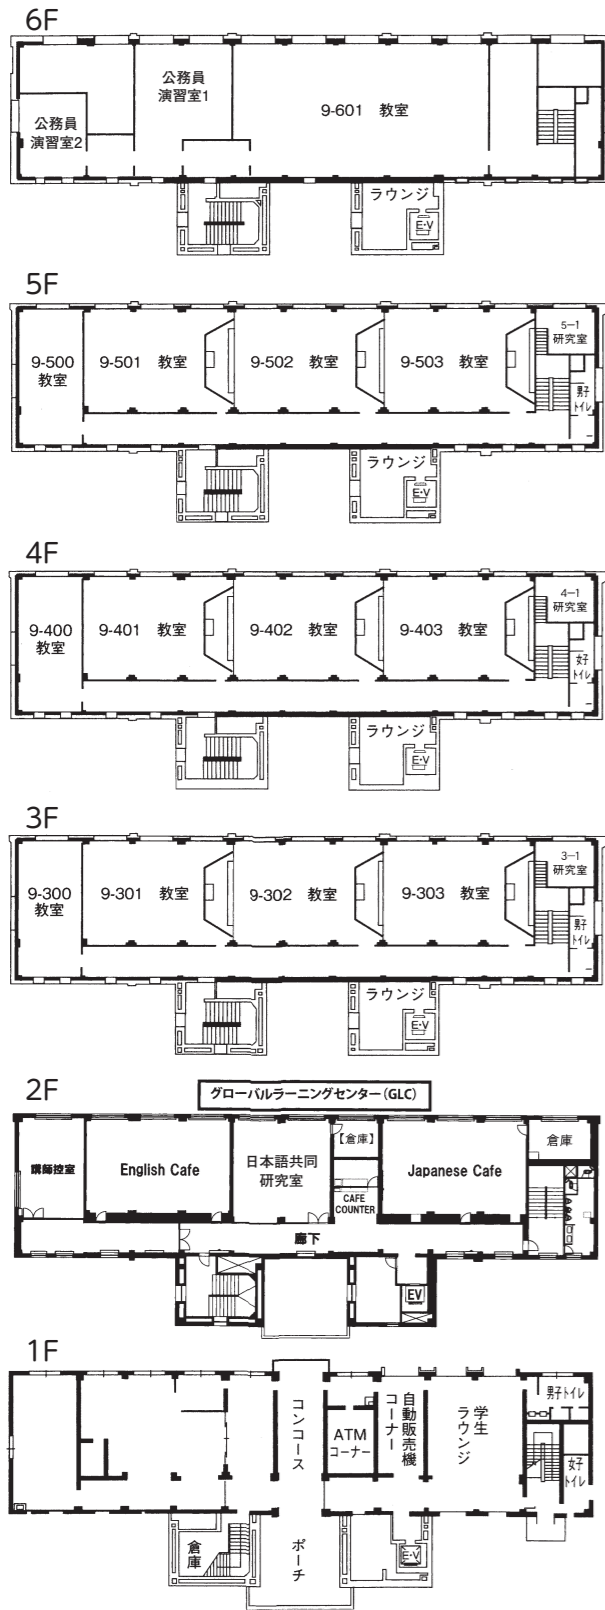 6F
公務員
演習室1
9-601 教室
公務員
演習室2
ラウンジ
E・V
5F
5-1
研究室
9-500
教室
9-501 教室
9-502 教室
9-503 教室
男子
トイレ
ラウンジ
E・V
4F
4-1
研究室
9-400
教室
9-401 教室
9-402 教室
9-403 教室
女子
トイレ
ラウンジ
E・V
3F
3-1
研究室
9-300
教室
9-301 教室
9-302 教室
9-303 教室
男子
トイレ
ラウンジ
E・V
2F
グローバルラーニングセンター(GLC)
講師控室
English Cafe
日本語共同
研究室
【倉庫】
CAFE
COUNTER
Japanese Cafe
倉庫
廊下
EV
1F
コンコース
ATM
コーナー
自動販売機
コーナー
学生
ラウンジ
男子トイレ
女子
トイレ
倉庫
ポーチ
E・V